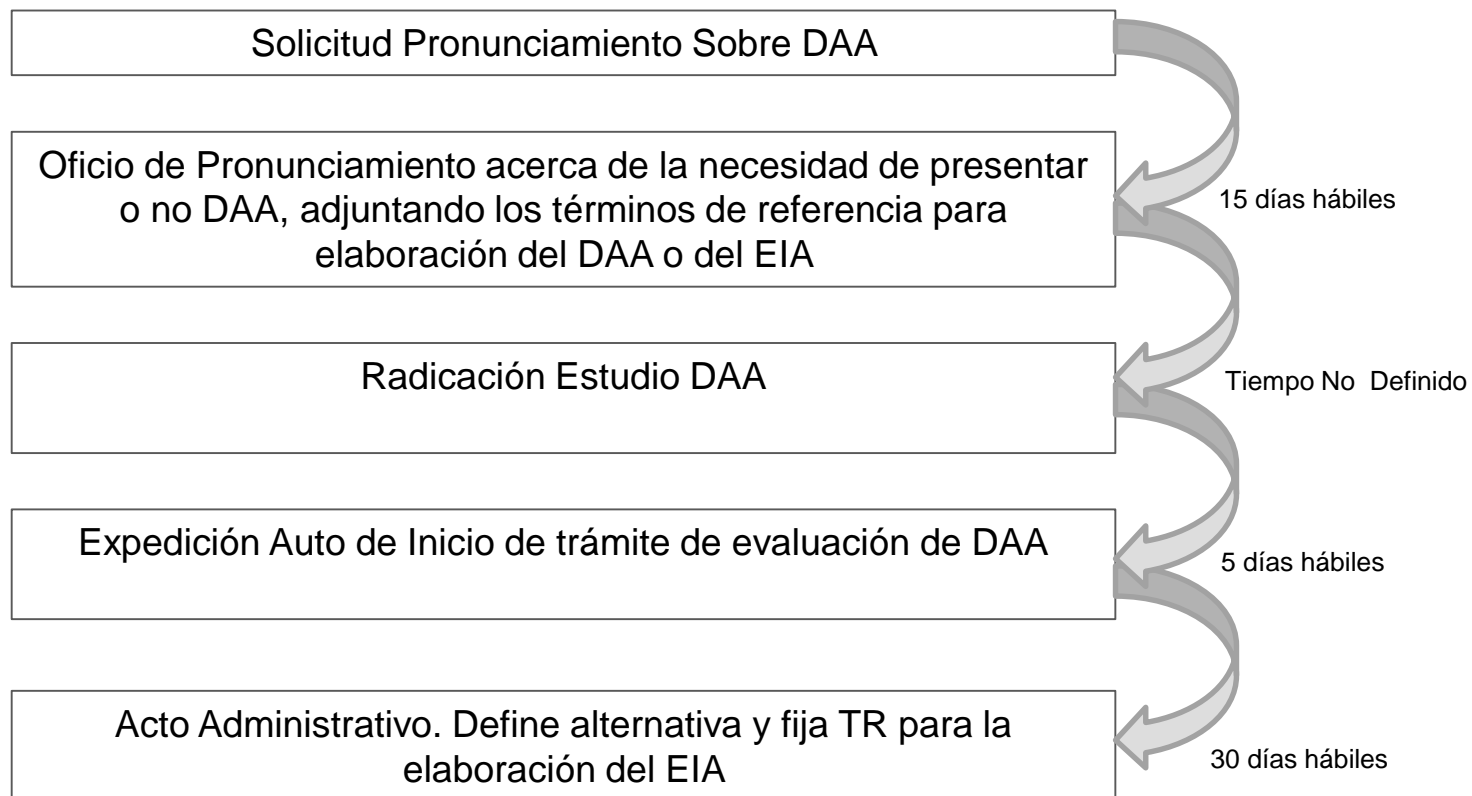 Solicitud Pronunciamiento Sobre DAA
Oficio de Pronunciamiento acerca de la necesidad de presentar
o no DAA, adjuntando los términos de referencia para
elaboración del DAA o del EIA
15 días hábiles
Radicación Estudio DAA
Tiempo No Definido
Expedición Auto de Inicio de trámite de evaluación de DAA
5 días hábiles
Acto Administrativo. Define alternativa y fija TR para la
elaboración del EIA
30 días hábiles